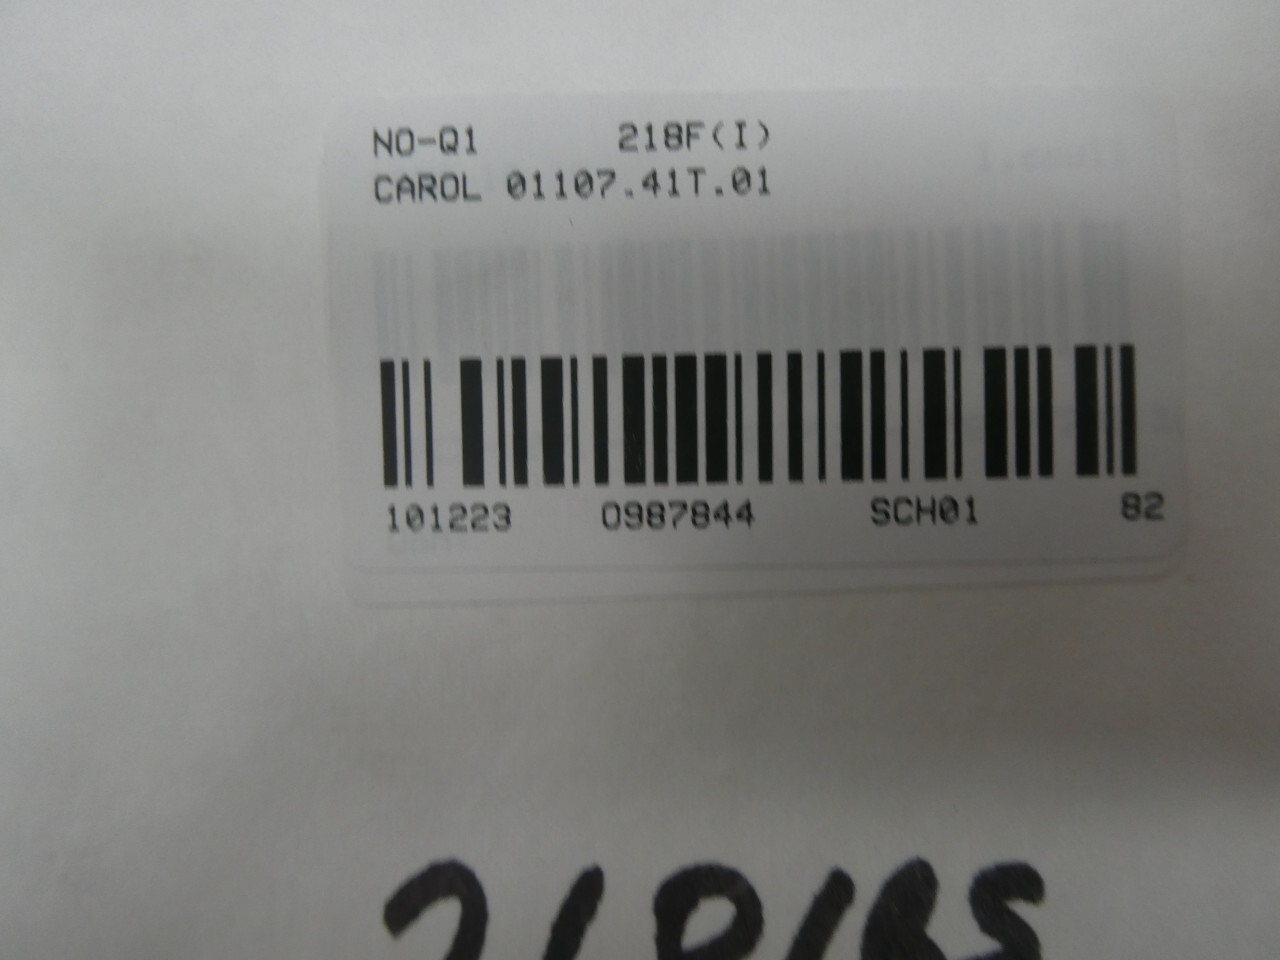 NO-Q1 218F(I)
CAROL 01107.41T.01
101223 0987844 SCH01 82